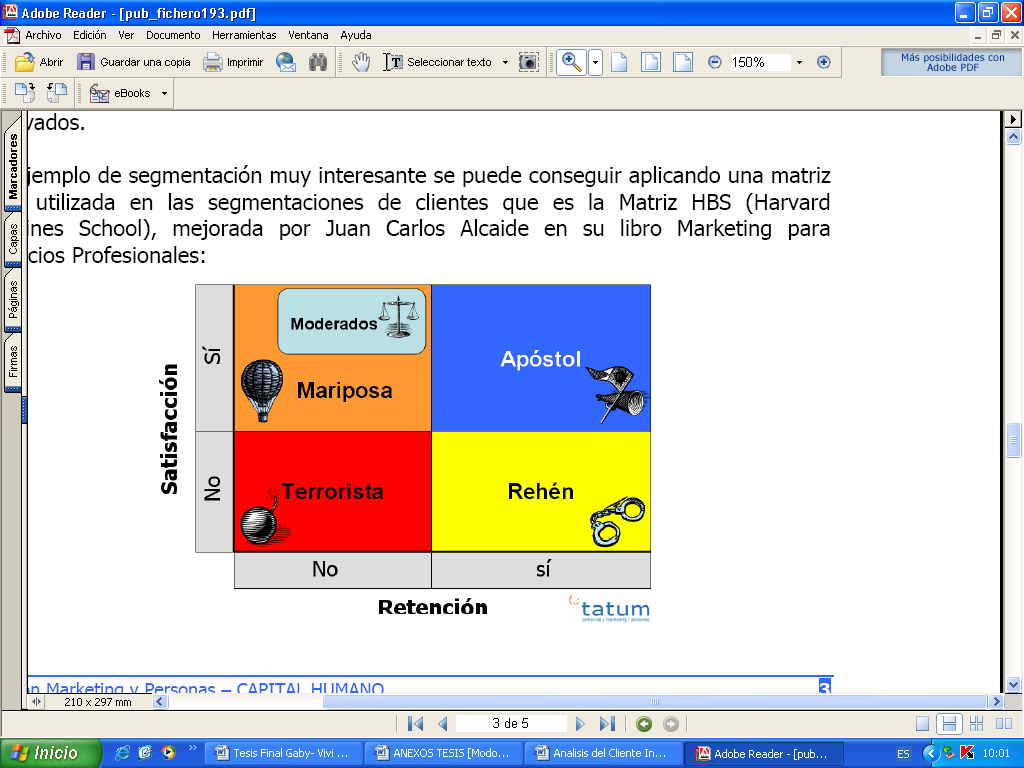 Adobe Reader - [pub_fichero193.pdf]
Archivo Edición Ver Documento Herramientas Ventana Ayuda
Abrir Guardar una copia Imprimir Seleccionar texto 150% Más posibilidades con
Adobe PDF
eBooks
Marcadores
Capas
Páginas
Firmas
vados.
jemplo de segmentación muy interesante se puede conseguir aplicando una matriz
utilizada en las segmentaciones de clientes que es la Matriz HBS (Harvard
ines School), mejorada por Juan Carlos Alcaide en su libro Marketing para
cios Profesionales:
Satisfacción
Sí
Moderados
Mariposa
Apóstol
No
Terrorista
Rehén
No
sí
Retención
tatum
comercial / marketing / personas
ón Marketing y Personas – CAPITAL HUMANO
3
210 x 297 mm
3 de 5
Inicio
Tesis Final Gaby- Vivi ...
ANEXOS TESIS [Modo...
Analisis del Cliente In...
Adobe Reader - [pub...
ES
10:01